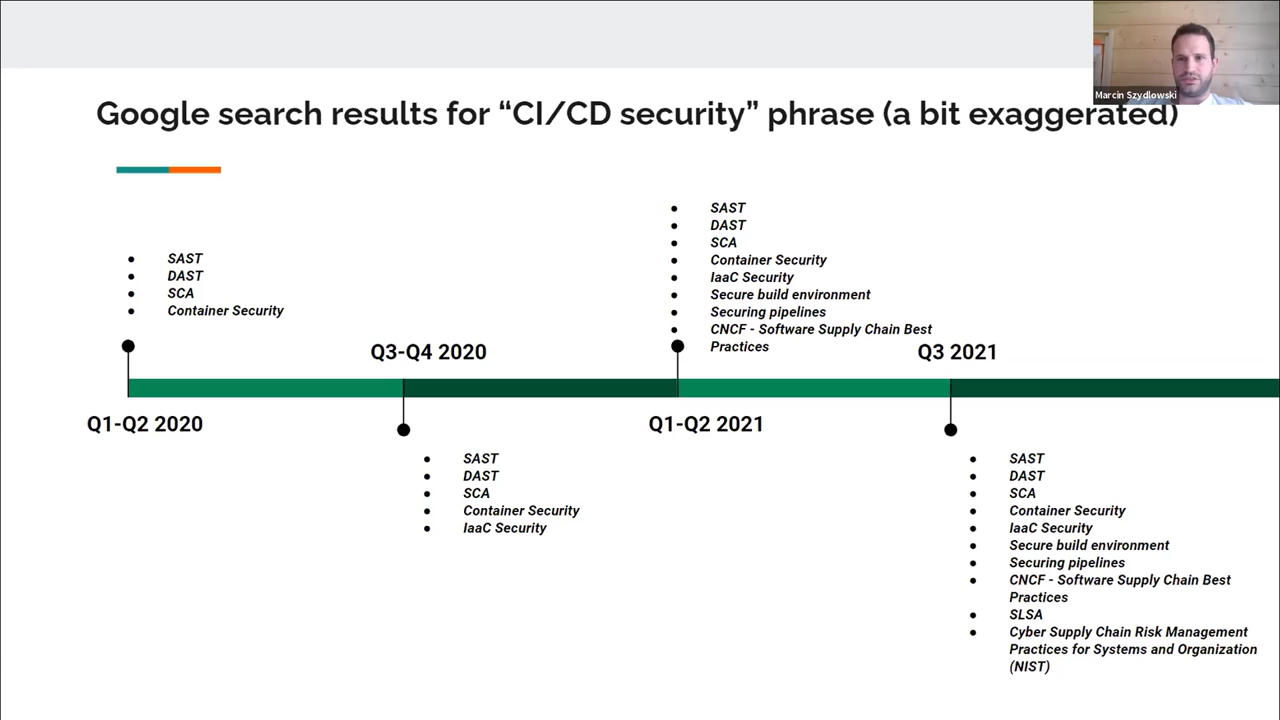 Marcin Szydlowski
Google search results for “CI/CD security” phrase (a bit exaggerated)
SAST
DAST
SCA
Container Security
Q1-Q2 2020
Q3-Q4 2020
SAST
DAST
SCA
Container Security
IaaC Security
SAST
DAST
SCA
Container Security
IaaC Security
Secure build environment
Securing pipelines
CNCF - Software Supply Chain Best
Practices
Q1-Q2 2021
Q3 2021
SAST
DAST
SCA
Container Security
IaaC Security
Secure build environment
Securing pipelines
CNCF - Software Supply Chain Best
Practices
SLSA
Cyber Supply Chain Risk Management
Practices for Systems and Organization
(NIST)